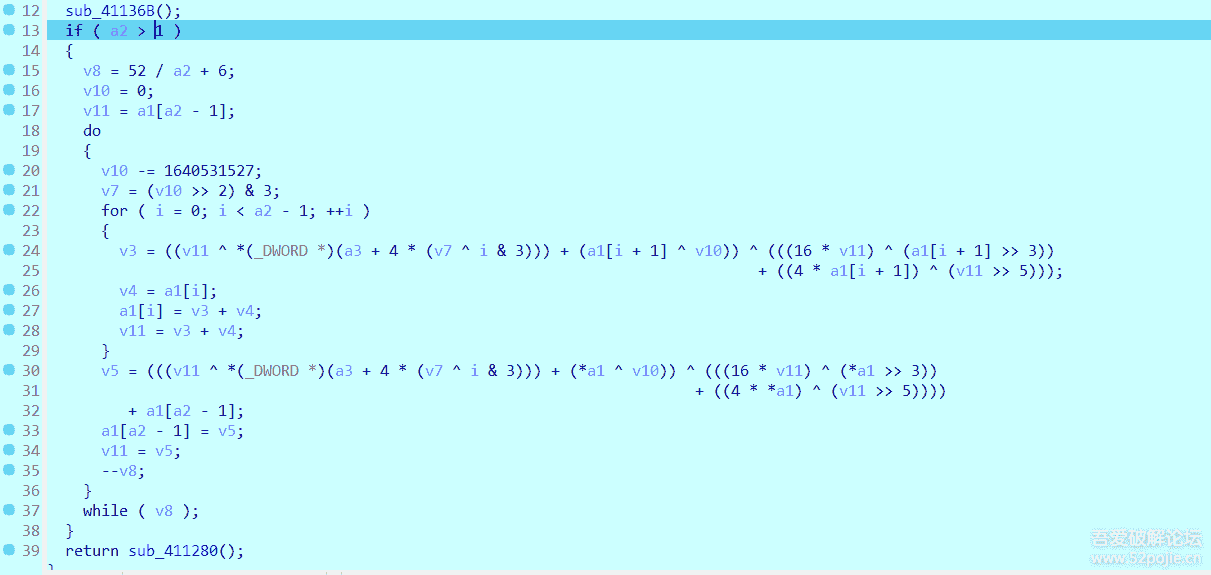 12 sub_41136B();
13 if ( a2 > 1 )
14 {
15 v8 = 52 / a2 + 6;
16 v10 = 0;
17 v11 = a1[a2 - 1];
18 do
19 {
20 v10 -= 1640531527;
21 v7 = (v10 >> 2) & 3;
22 for ( i = 0; i < a2 - 1; ++i )
23 {
24 v3 = ((v11 ^ *(_DWORD *)(a3 + 4 * (v7 ^ i & 3))) + (a1[i + 1] ^ v10)) ^ (((16 * v11) ^ (a1[i + 1] >> 3))
25 + ((4 * a1[i + 1]) ^ (v11 >> 5)));
26 v4 = a1[i];
27 a1[i] = v3 + v4;
28 v11 = v3 + v4;
29 }
30 v5 = (((v11 ^ *(_DWORD *)(a3 + 4 * (v7 ^ i & 3))) + (*a1 ^ v10)) ^ (((16 * v11) ^ (*a1 >> 3))
31 + ((4 * *a1) ^ (v11 >> 5))))
32 + a1[a2 - 1];
33 a1[a2 - 1] = v5;
34 v11 = v5;
35 --v8;
36 }
37 while ( v8 );
38 }
39 return sub_411280();
}
吾爱破解论坛
www.52pojie.cn